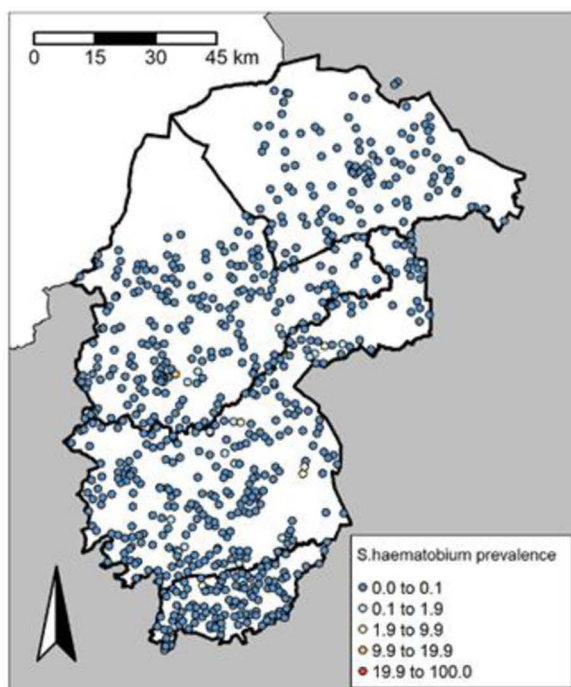 0 15 30 45 km
S.haematobium prevalence
0.0 to 0.1
0.1 to 1.9
1.9 to 9.9
9.9 to 19.9
19.9 to 100.0